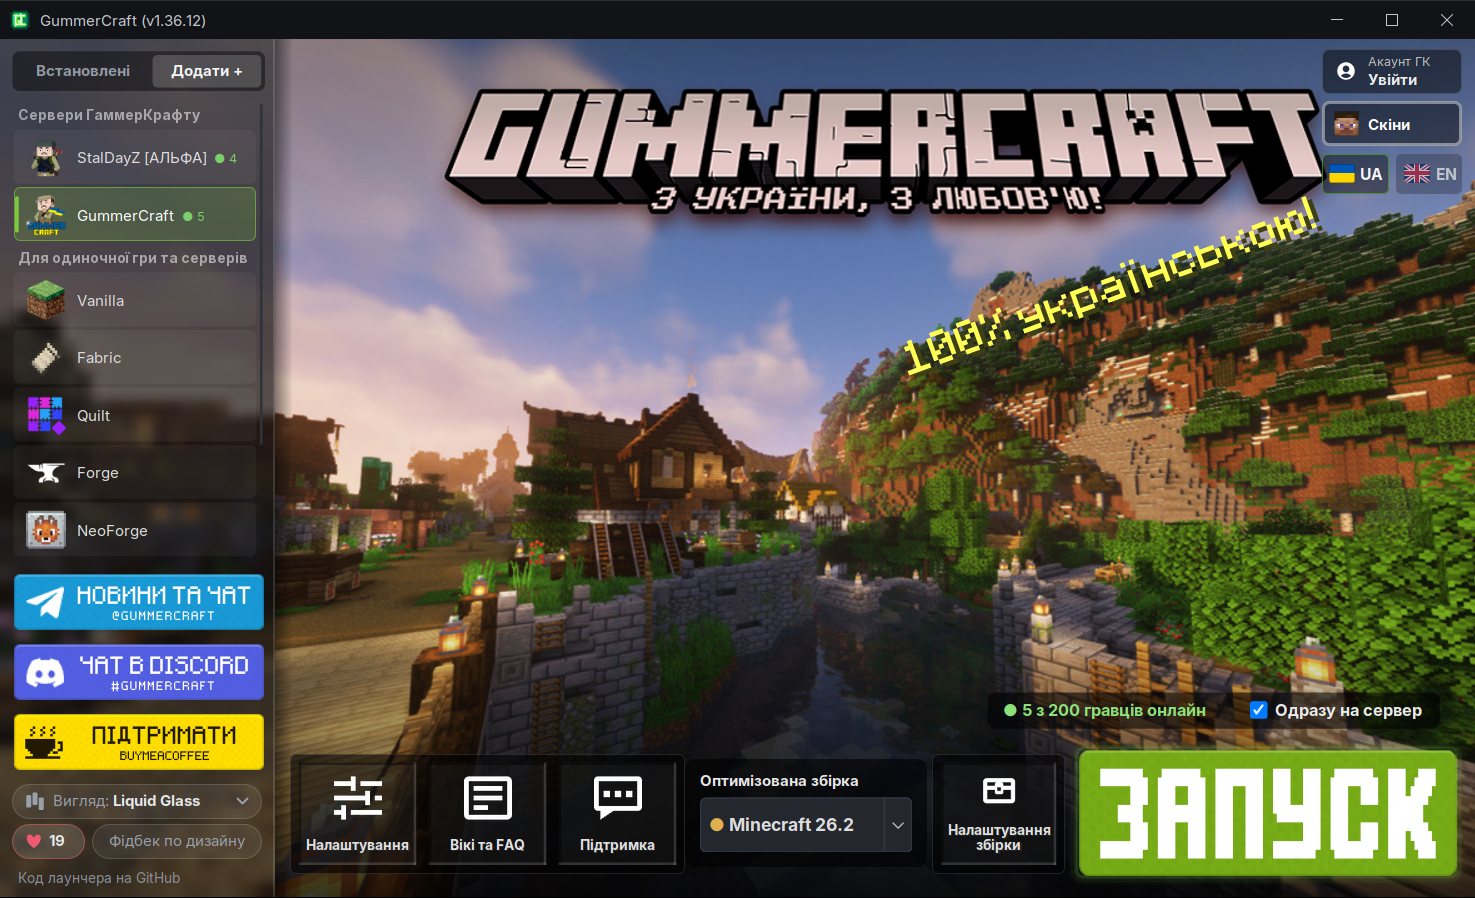 GummerCraft (v1.36.12)
Встановлені
Додати +
Сервери ГаммерКрафту
StalDayZ [АЛЬФА] 4
GummerCraft 5
Для одиночної гри та серверів
Vanilla
Fabric
Quilt
Forge
NeoForge
НОВИНИ ТА ЧАТ
@GUMMERCRAFT
ЧАТ В DISCORD
#GUMMERCRAFT
ПІДТРИМАТИ
BUYMEACOFFEE
Вигляд: Liquid Glass
19
Фідбек по дизайну
Код лаунчера на GitHub
GUMMERCRAFT
З УКРАЇНИ, З ЛЮБОВ'Ю!
100% українською!
Акаунт ГК
Увійти
Скіни
UA
EN
5 з 200 гравців онлайн
Одразу на сервер
Налаштування
Вікі та FAQ
Підтримка
Оптимізована збірка
Minecraft 26.2
Налаштування
збірки
ЗАПУСК